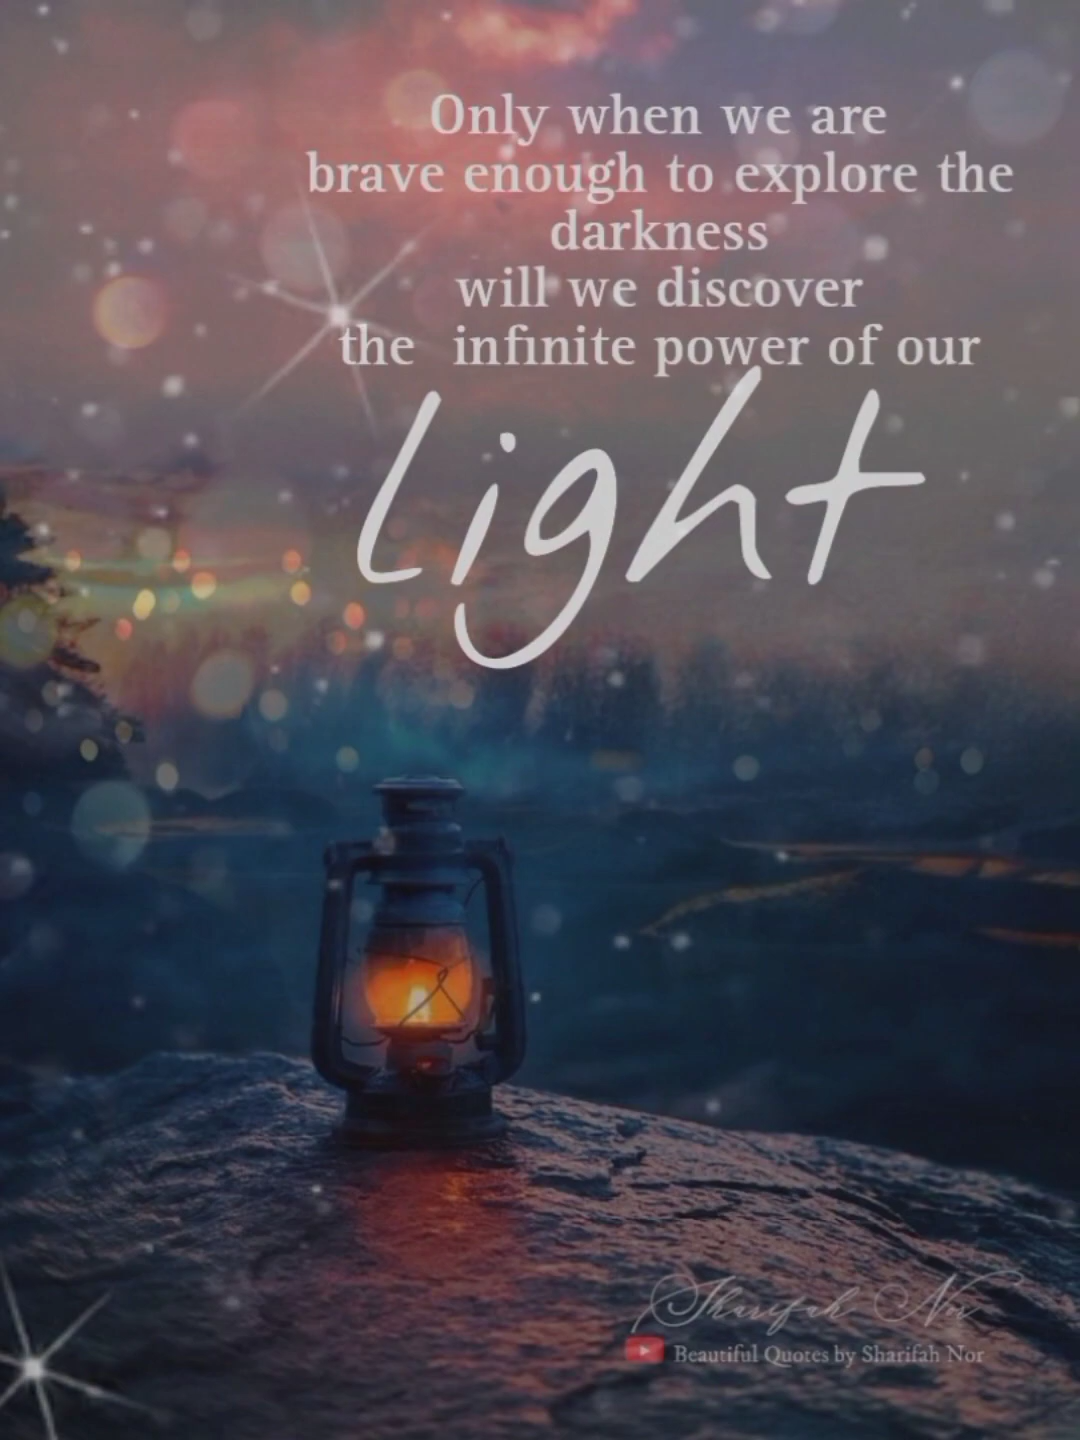 Only when we are
brave enough to explore the
darkness
will we discover
the infinite power of our
Light
Sharifah Nor
Beautiful Quotes by Sharifah Nor